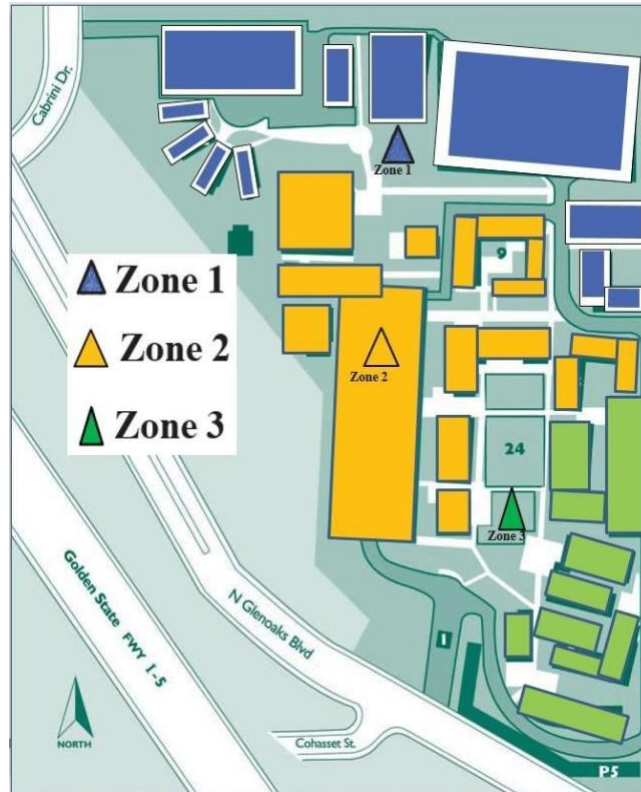 Cabrini Dr.
Zone 1
9
Zone 1
Zone 2
Zone 3
Zone 2
24
Zone 3
Golden State FWY I-5
N Glenoaks Blvd
1
NORTH
Cohasset St.
P5